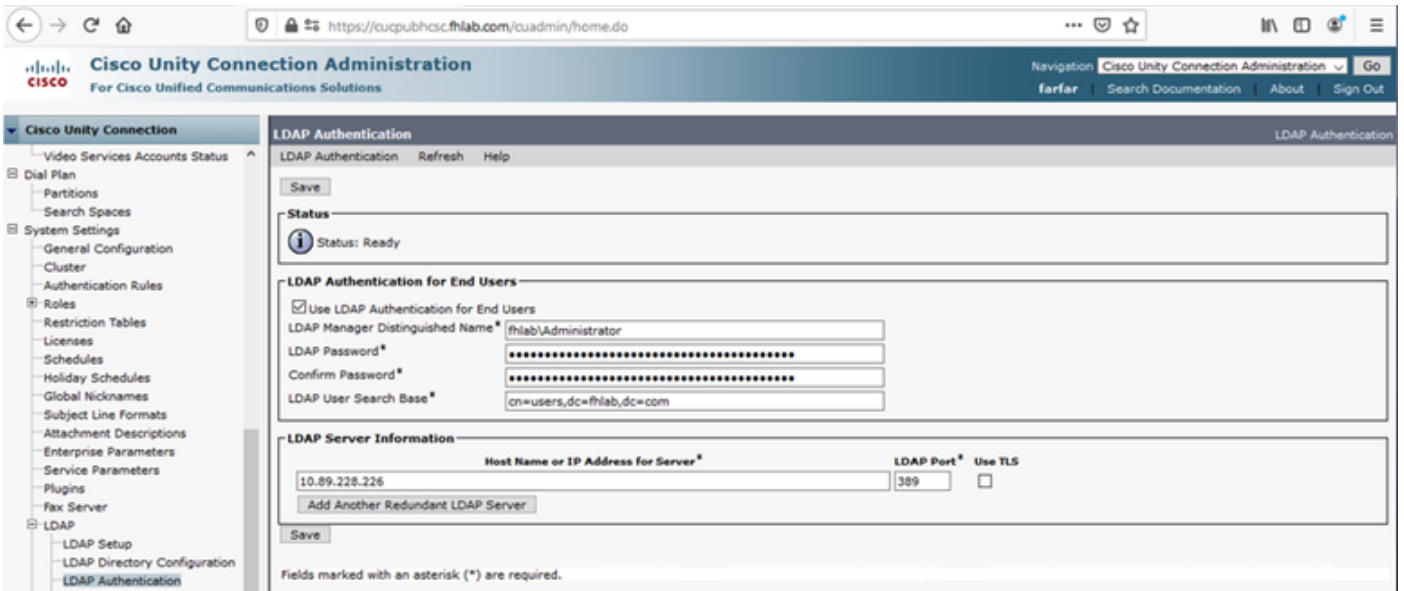 https://cucpubhcsc.fhlab.com/cuadmin/home.do
CISCO
Cisco Unity Connection Administration
For Cisco Unified Communications Solutions
Navigation Cisco Unity Connection Administration Go
farfar | Search Documentation | About | Sign Out
Cisco Unity Connection
Video Services Accounts Status
Dial Plan
Partitions
Search Spaces
System Settings
General Configuration
Cluster
Authentication Rules
Roles
Restriction Tables
Licenses
Schedules
Holiday Schedules
Global Nicknames
Subject Line Formats
Attachment Descriptions
Enterprise Parameters
Service Parameters
Plugins
Fax Server
LDAP
LDAP Setup
LDAP Directory Configuration
LDAP Authentication
LDAP Authentication
LDAP Authentication
LDAP Authentication Refresh Help
Save
Status
Status: Ready
LDAP Authentication for End Users
Use LDAP Authentication for End Users
LDAP Manager Distinguished Name* fhlab\Administrator
LDAP Password* ••••••••••••••••••••••••••••••••••••••••
Confirm Password* ••••••••••••••••••••••••••••••••••••••••
LDAP User Search Base* cn=users,dc=fhlab,dc=com
LDAP Server Information
Host Name or IP Address for Server* LDAP Port* Use TLS
10.89.228.226 389
Add Another Redundant LDAP Server
Save
Fields marked with an asterisk (*) are required.